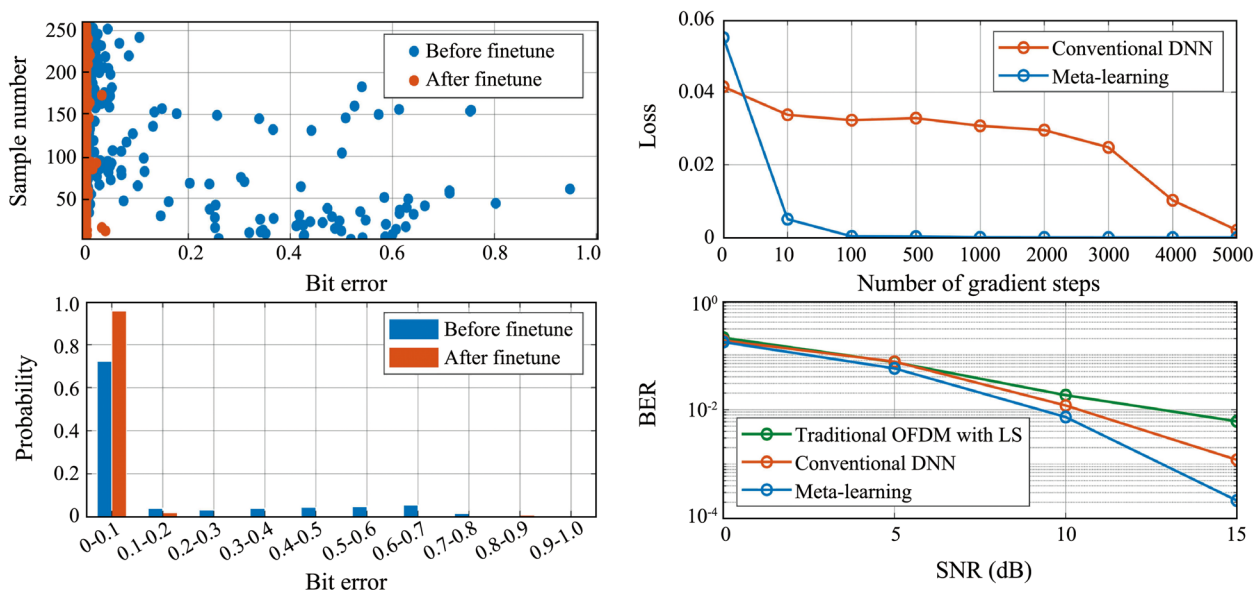 250
200
150
100
50
Sample number
Before finetune
After finetune
0 0.2 0.4 0.6 0.8 1.0
Bit error
0.06
0.04
0.02
0
Loss
Conventional DNN
Meta-learning
0 10 100 500 1000 2000 3000 4000 5000
Number of gradient steps
1.0
0.8
0.6
0.4
0.2
0
Probability
Before finetune
After finetune
0–0.1 0.1–0.2 0.2–0.3 0.3–0.4 0.4–0.5 0.5–0.6 0.6–0.7 0.7–0.8 0.8–0.9 0.9–1.0
Bit error
10⁰
10⁻²
10⁻⁴
BER
Traditional OFDM with LS
Conventional DNN
Meta-learning
0 5 10 15
SNR (dB)